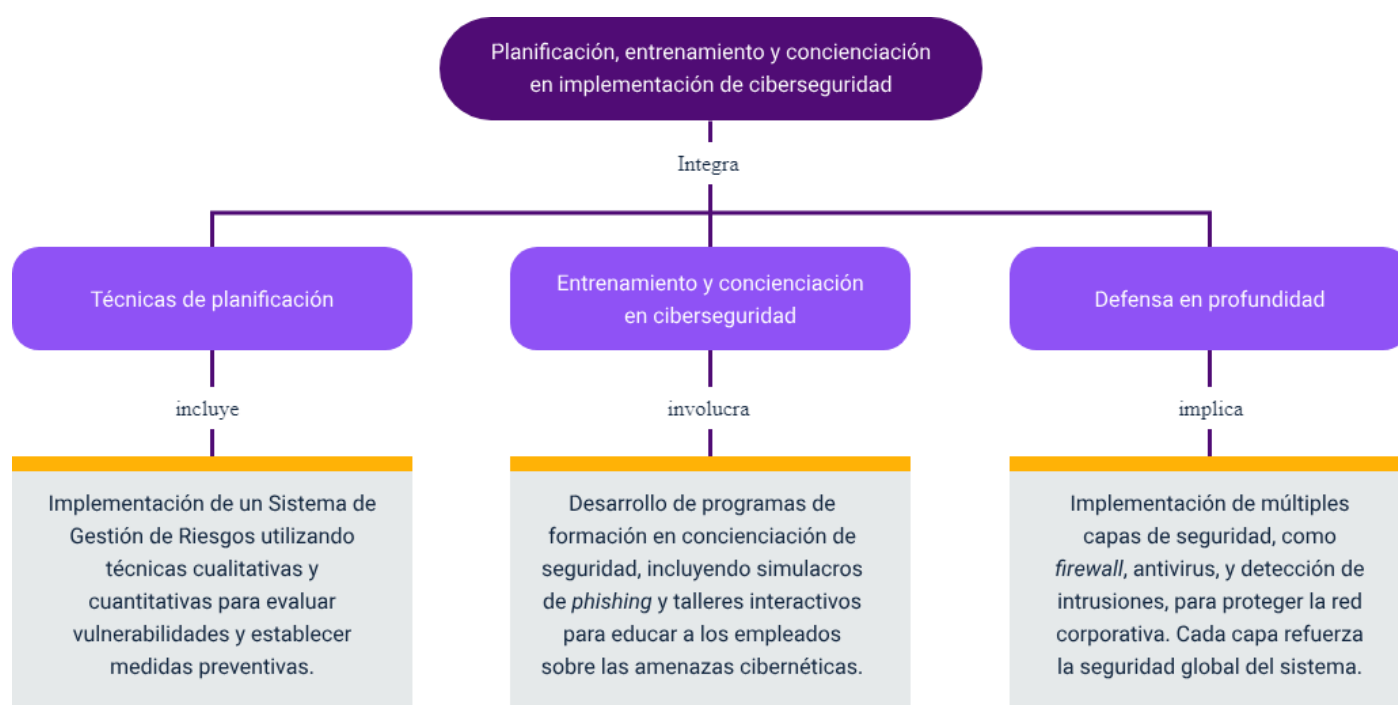 Planificación, entrenamiento y concienciación
en implementación de ciberseguridad
Integra
Técnicas de planificación
Entrenamiento y concienciación
en ciberseguridad
Defensa en profundidad
incluye
involucra
implica
Implementación de un Sistema de
Gestión de Riesgos utilizando
técnicas cualitativas y
cuantitativas para evaluar
vulnerabilidades y establecer
medidas preventivas.
Desarrollo de programas de
formación en concienciación de
seguridad, incluyendo simulacros
de phishing y talleres interactivos
para educar a los empleados
sobre las amenazas cibernéticas.
Implementación de múltiples
capas de seguridad, como
firewall, antivirus, y detección de
intrusiones, para proteger la red
corporativa. Cada capa refuerza
la seguridad global del sistema.